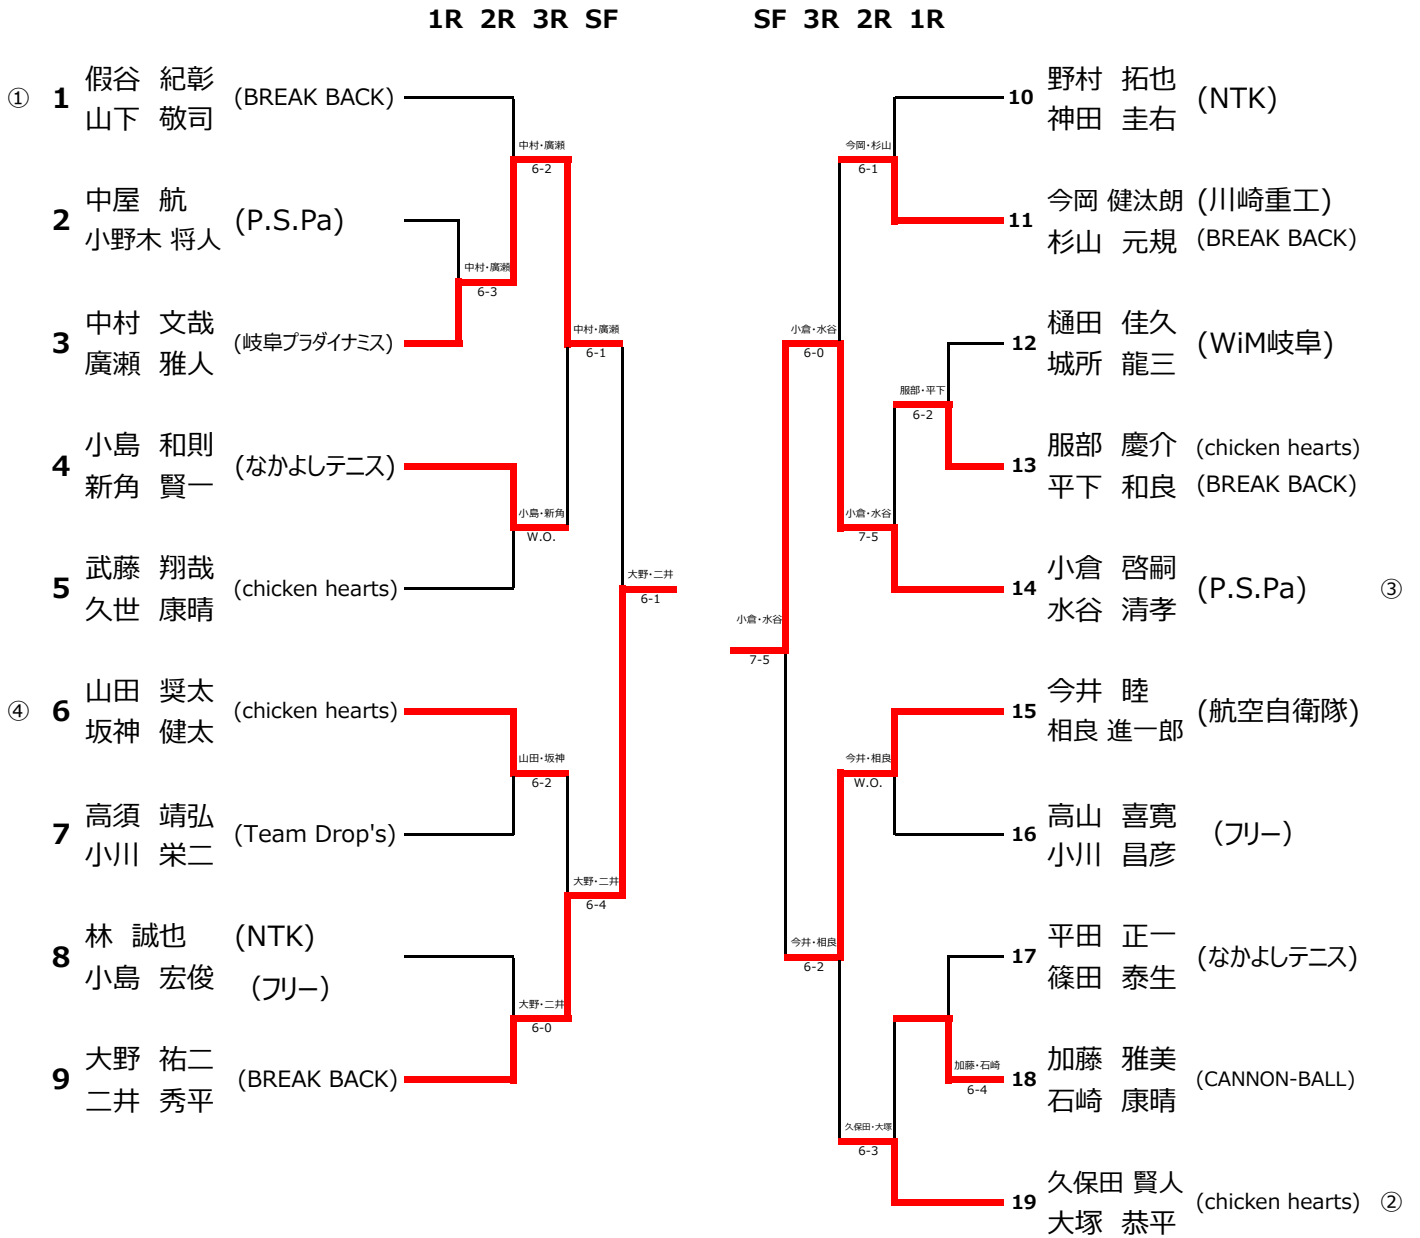 1R 2R 3R SF
SF 3R 2R 1R
① 1 假谷 紀彰 (BREAK BACK)
山下 敬司
2 中屋 航 (P.S.Pa)
小野木 将人
3 中村 文哉 (岐阜プラダイナミス)
廣瀬 雅人
4 小島 和則 (なかよしテニス)
新角 賢一
5 武藤 翔哉 (chicken hearts)
久世 康晴
④ 6 山田 奨太 (chicken hearts)
坂神 健太
7 高須 靖弘 (Team Drop's)
小川 栄二
8 林 誠也 (NTK)
小島 宏俊 (フリー)
9 大野 祐二 (BREAK BACK)
二井 秀平
中村・廣瀬
6-3
中村・廣瀬
6-2
小島・新角
W.O.
山田・坂神
6-2
大野・二井
6-0
中村・廣瀬
6-1
大野・二井
6-4
大野・二井
6-1
小倉・水谷
7-5
小倉・水谷
6-0
今井・相良
6-2
今岡・杉山
6-1
小倉・水谷
7-5
今井・相良
W.O.
久保田・大塚
6-3
服部・平下
6-2
加藤・石崎
6-4
10 野村 拓也 (NTK)
神田 圭右
11 今岡 健汰朗 (川崎重工)
杉山 元規 (BREAK BACK)
12 樋田 佳久 (WiM岐阜)
城所 龍三
13 服部 慶介 (chicken hearts)
平下 和良 (BREAK BACK)
14 小倉 啓嗣 (P.S.Pa) ③
水谷 清孝
15 今井 睦 (航空自衛隊)
相良 進一郎
16 高山 喜寛 (フリー)
小川 昌彦
17 平田 正一 (なかよしテニス)
篠田 泰生
18 加藤 雅美 (CANNON-BALL)
石崎 康晴
19 久保田 賢人 (chicken hearts) ②
大塚 恭平